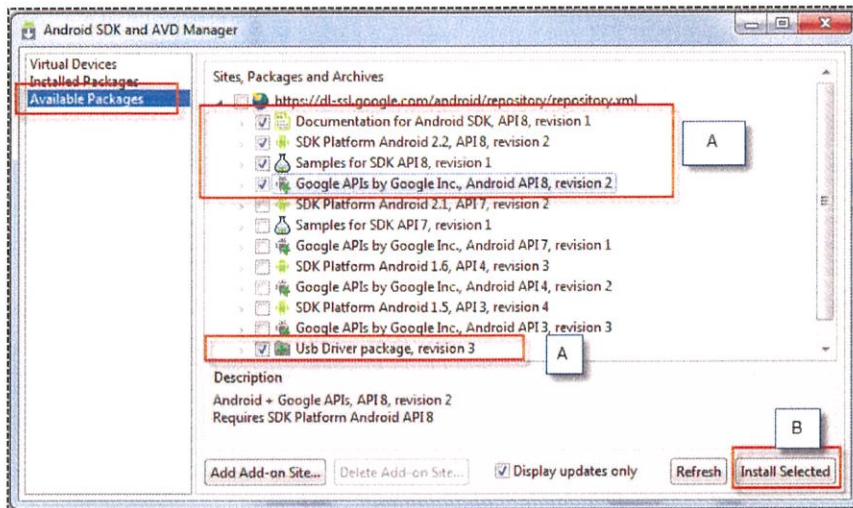 Android SDK and AVD Manager
Virtual Devices
Installed Packages
Available Packages
Sites, Packages and Archives
https://dl-ssl.google.com/android/repository/repository.xml
Documentation for Android SDK, API 8, revision 1
SDK Platform Android 2.2, API 8, revision 2
Samples for SDK API 8, revision 1
Google APIs by Google Inc., Android API 8, revision 2
A
SDK Platform Android 2.1, API 7, revision 2
Samples for SDK API 7, revision 1
Google APIs by Google Inc., Android API 7, revision 1
SDK Platform Android 1.6, API 4, revision 3
Google APIs by Google Inc., Android API 4, revision 2
SDK Platform Android 1.5, API 3, revision 4
Google APIs by Google Inc., Android API 3, revision 3
Usb Driver package, revision 3
A
Description
Android + Google APIs, API 8, revision 2
Requires SDK Platform Android API 8
B
Add Add-on Site... Delete Add-on Site... Display updates only Refresh Install Selected